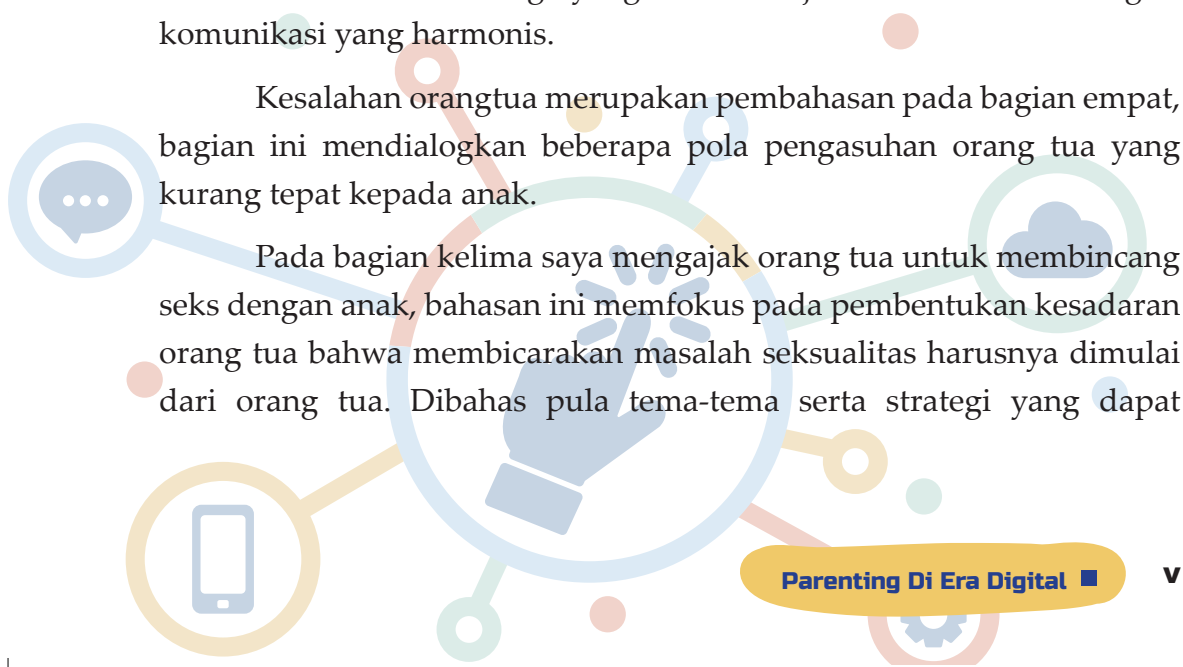 komunikasi yang harmonis.
Kesalahan orangtua merupakan pembahasan pada bagian empat,
bagian ini mendialogkan beberapa pola pengasuhan orang tua yang
kurang tepat kepada anak.
Pada bagian kelima saya mengajak orang tua untuk membincang
seks dengan anak, bahasan ini memfokus pada pembentukan kesadaran
orang tua bahwa membicarakan masalah seksualitas harusnya dimulai
dari orang tua. Dibahas pula tema-tema serta strategi yang dapat
Parenting Di Era Digital v